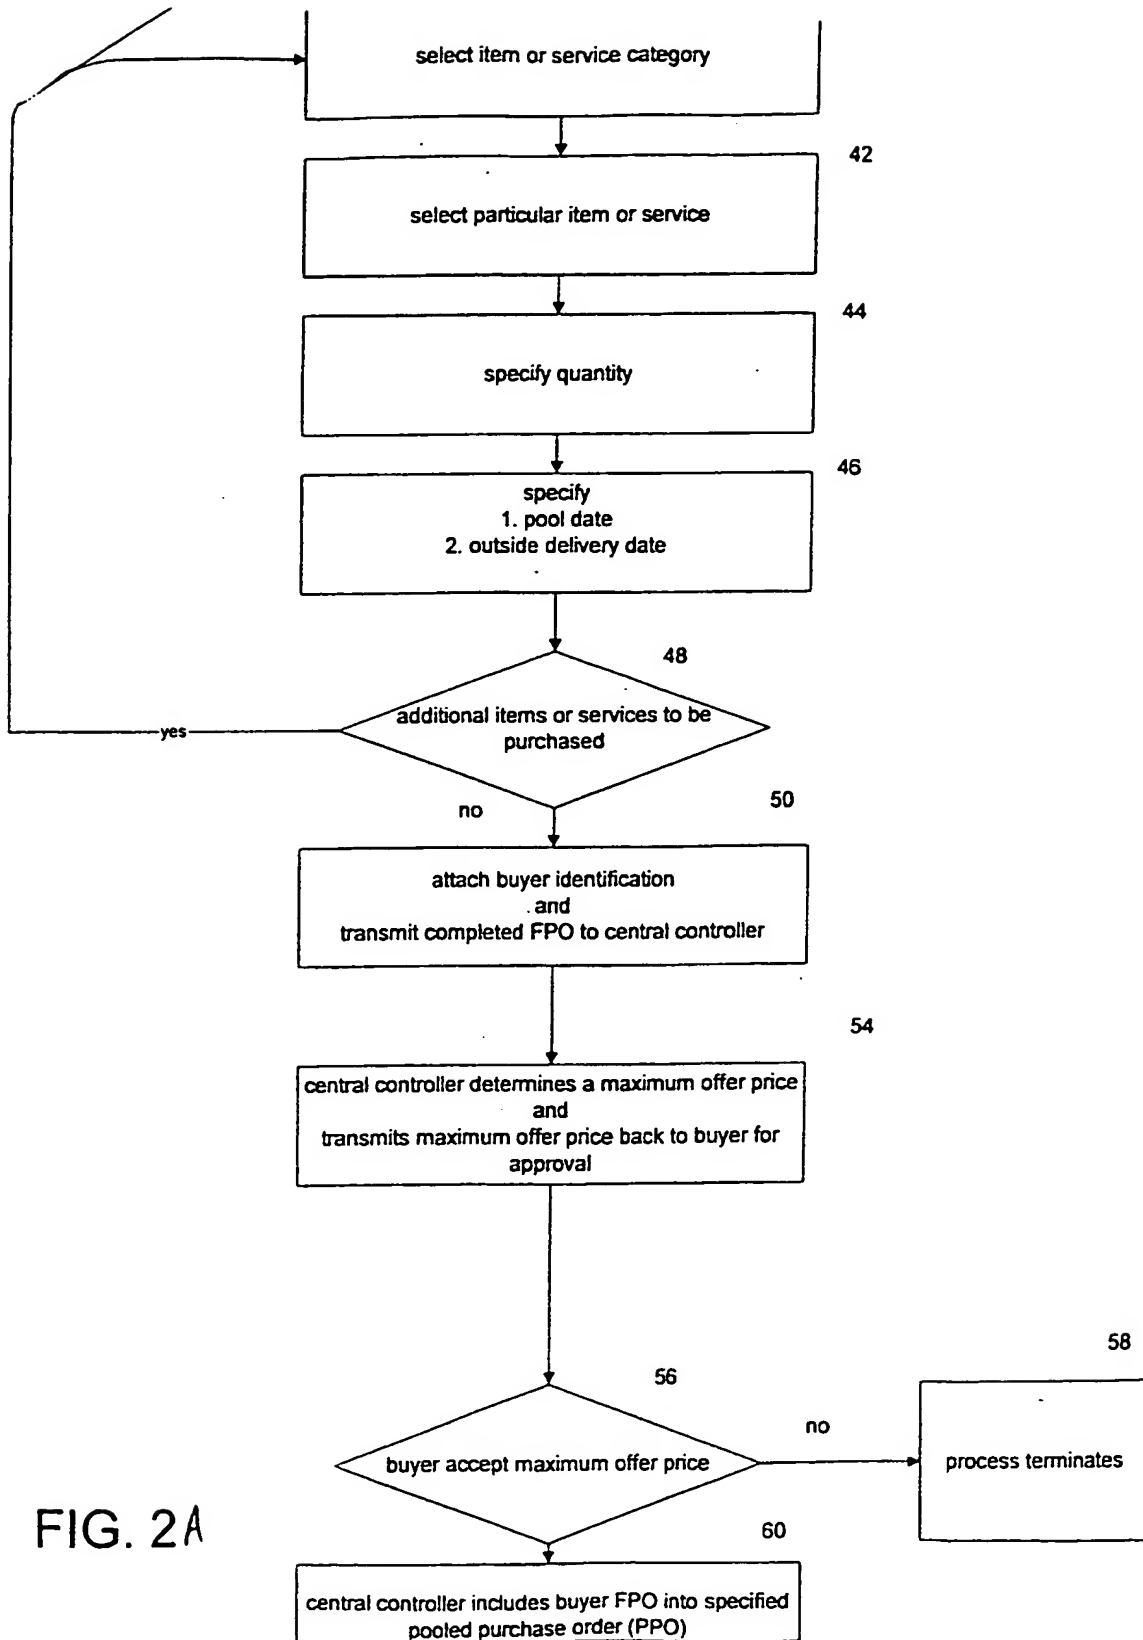 select item or service category
42
select particular item or service
44
specify quantity
46
specify
1. pool date
2. outside delivery date
48
additional items or services to be
purchased
yes
no
50
attach buyer identification
and
transmit completed FPO to central controller
54
central controller determines a maximum offer price
and
transmits maximum offer price back to buyer for
approval
56
58
buyer accept maximum offer price
no
process terminates
FIG. 2A
60
central controller includes buyer FPO into specified
pooled purchase order (PPO)